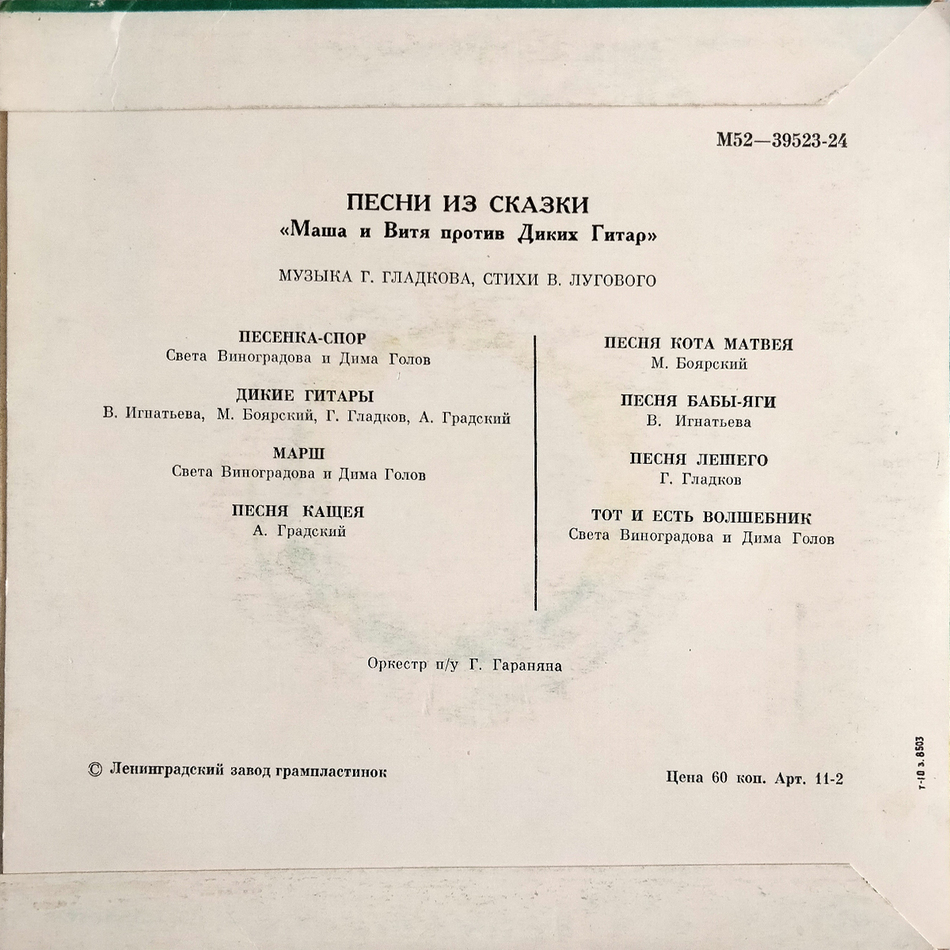 М52—39523-24
ПЕСНИ ИЗ СКАЗКИ
«Маша и Витя против Диких Гитар»
МУЗЫКА Г. ГЛАДКОВА, СТИХИ В. ЛУГОВОГО
ПЕСЕНКА-СПОР
Света Виноградова и Дима Голов
ДИКИЕ ГИТАРЫ
В. Игнатьева, М. Боярский, Г. Гладков, А. Градский
МАРШ
Света Виноградова и Дима Голов
ПЕСНЯ КАЩЕЯ
А. Градский
ПЕСНЯ КОТА МАТВЕЯ
М. Боярский
ПЕСНЯ БАБЫ-ЯГИ
В. Игнатьева
ПЕСНЯ ЛЕШЕГО
Г. Гладков
ТОТ И ЕСТЬ ВОЛШЕБНИК
Света Виноградова и Дима Голов
Оркестр п/у Г. Гараняна
© Ленинградский завод грампластинок
Цена 60 коп. Арт. 11-2
т-10 з. 8503